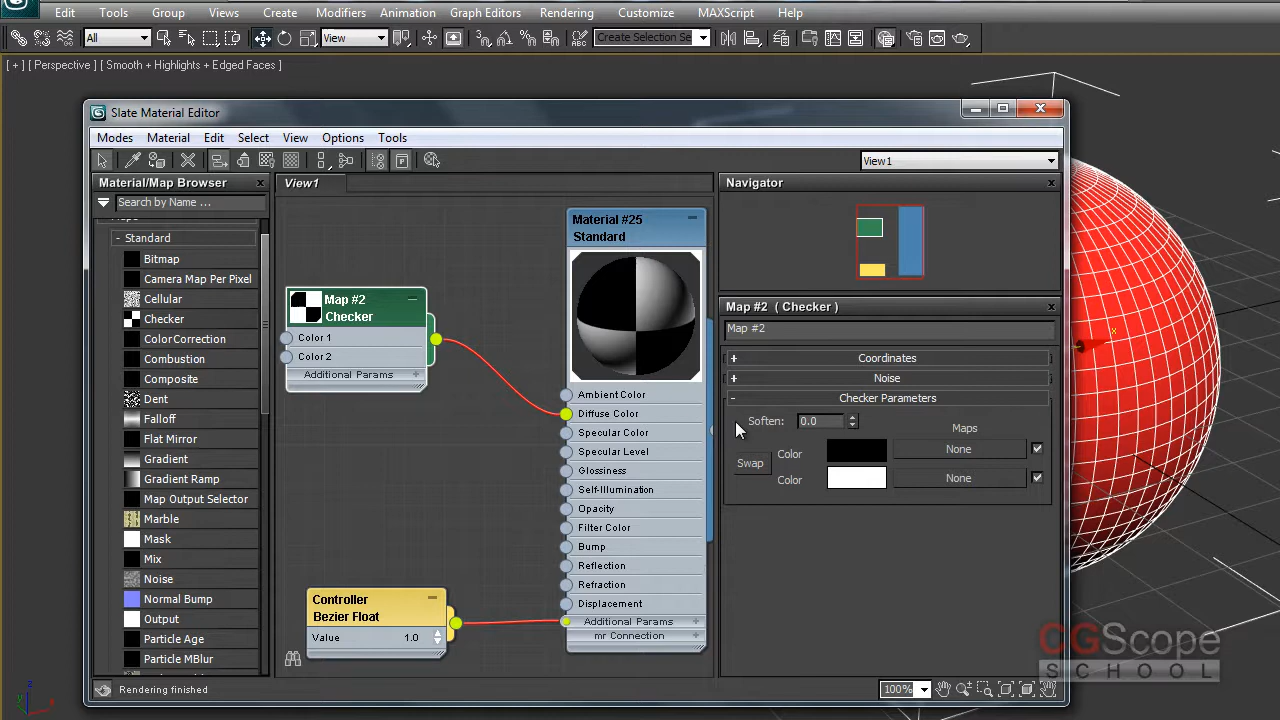 Edit Tools Group Views Create Modifiers Animation Graph Editors Rendering Customize MAXScript Help
All View Create Selection Se
[ + ] [ Perspective ] [ Smooth + Highlights + Edged Faces ]
Slate Material Editor
Modes Material Edit Select View Options Tools
View1
Material/Map Browser
Search by Name ...
- Standard
Bitmap
Camera Map Per Pixel
Cellular
Checker
ColorCorrection
Combustion
Composite
Dent
Falloff
Flat Mirror
Gradient
Gradient Ramp
Map Output Selector
Marble
Mask
Mix
Noise
Normal Bump
Output
Particle Age
Particle MBlur
View1
Map #2
Checker
Color 1
Color 2
Additional Params +
Controller
Bezier Float
Value 1.0
Material #25
Standard
Ambient Color
Diffuse Color
Specular Color
Specular Level
Glossiness
Self-Illumination
Opacity
Filter Color
Bump
Reflection
Refraction
Displacement
Additional Params +
mr Connection +
Navigator
Map #2 ( Checker )
Map #2
+ Coordinates
+ Noise
- Checker Parameters
Soften: 0.0
Maps
Swap
Color None
Color None
x
z
Rendering finished
100%
CGScope
SCHOOL